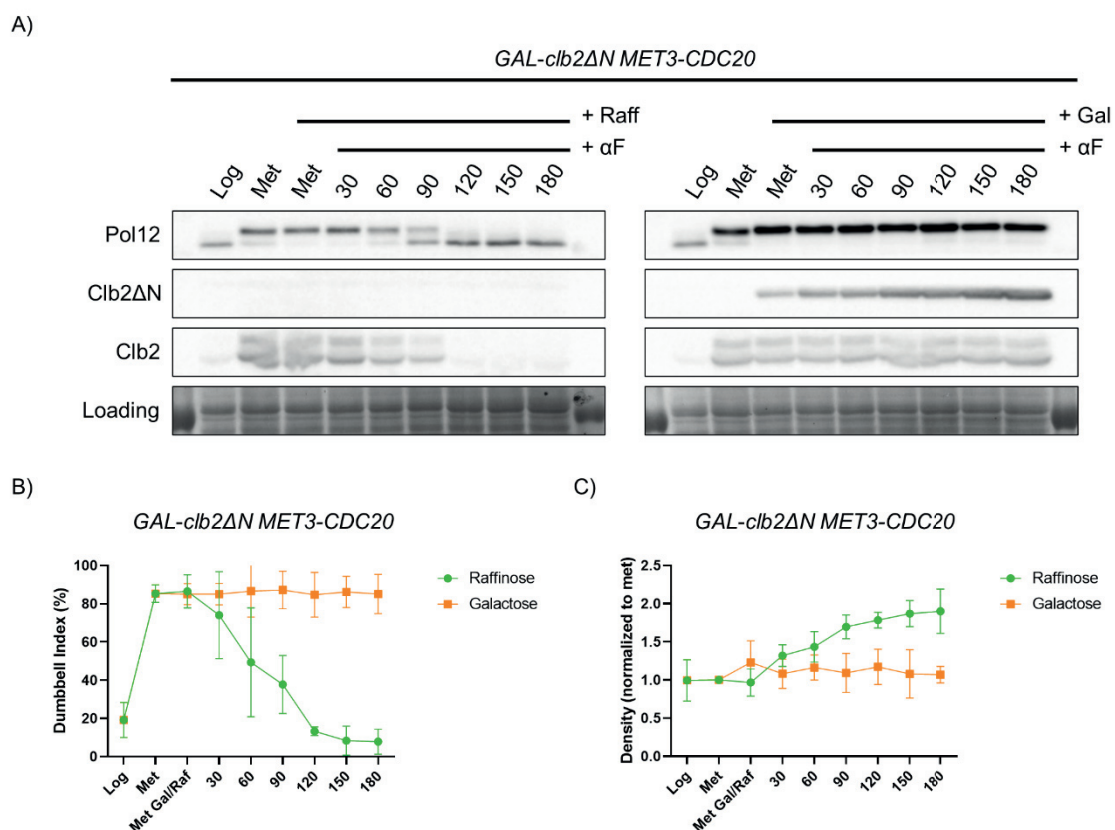 A)
GAL-clb2ΔN MET3-CDC20
+ Raff
+ αF
Log Met Met 30 60 90 120 150 180
+ Gal
+ αF
Log Met Met 30 60 90 120 150 180
Pol12
Clb2ΔN
Clb2
Loading
B)
GAL-clb2ΔN MET3-CDC20
Dumbbell Index (%)
100
80
60
40
20
0
Log Met Met Gal/Raf 30 60 90 120 150 180
Raffinose
Galactose
C)
GAL-clb2ΔN MET3-CDC20
Density (normalized to met)
2.5
2.0
1.5
1.0
0.5
0.0
Log Met Met Gal/Raf 30 60 90 120 150 180
Raffinose
Galactose